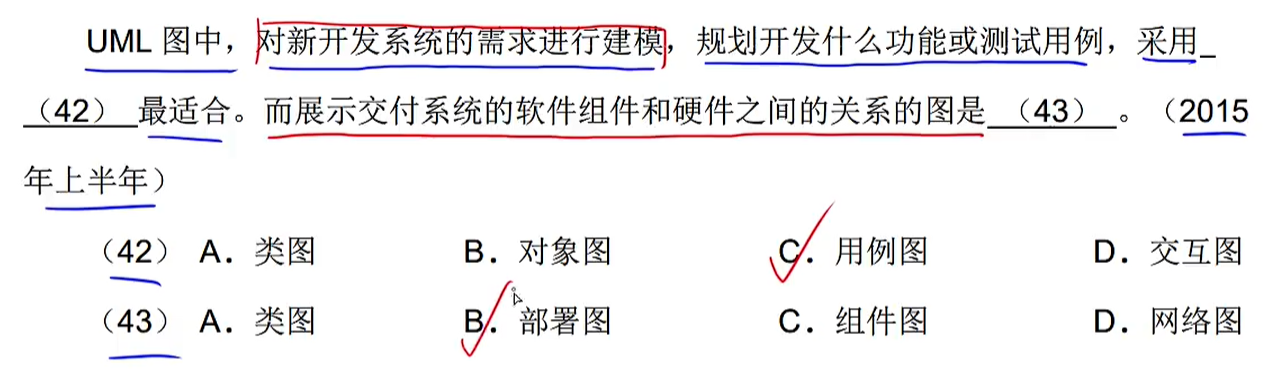 UML 图中，对新开发系统的需求进行建模，规划开发什么功能或测试用例，采用_
（42） 最适合。而展示交付系统的软件组件和硬件之间的关系的图是 （43） 。（2015
年上半年）
（42） A．类图 B．对象图 C．用例图 D．交互图
（43） A．类图 B．部署图 C．组件图 D．网络图